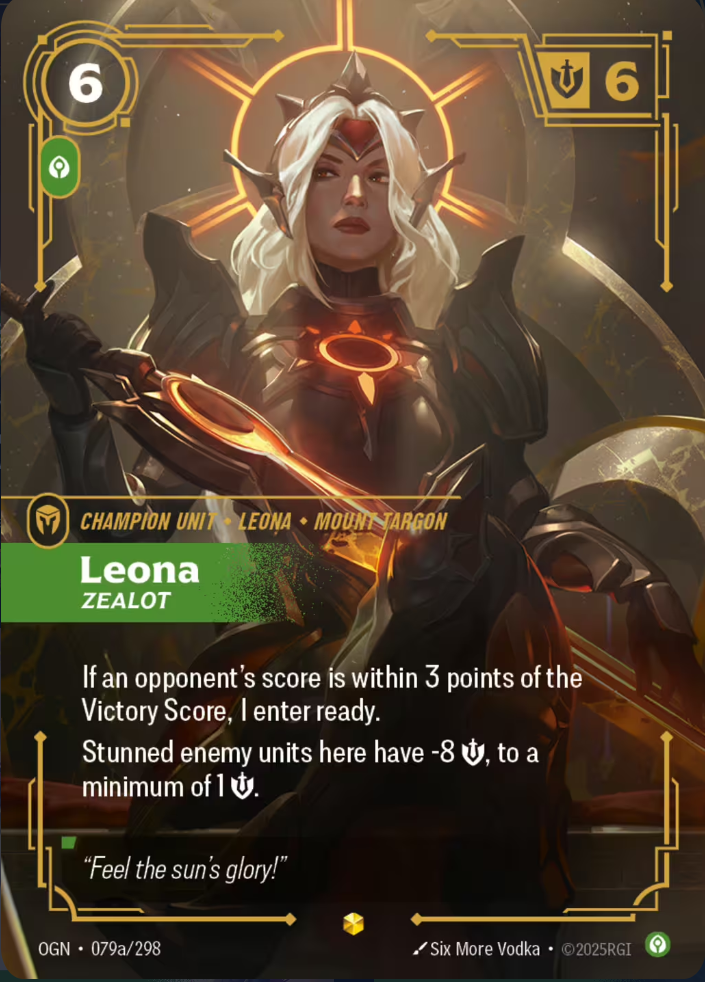 6
6
CHAMPION UNIT • LEONA • MOUNT TARGON
Leona
ZEALOT
If an opponent's score is within 3 points of the
Victory Score, I enter ready.
Stunned enemy units here have -8 , to a
minimum of 1 .
“Feel the sun's glory!”
OGN • 079a/298
Six More Vodka • ©2025RGI